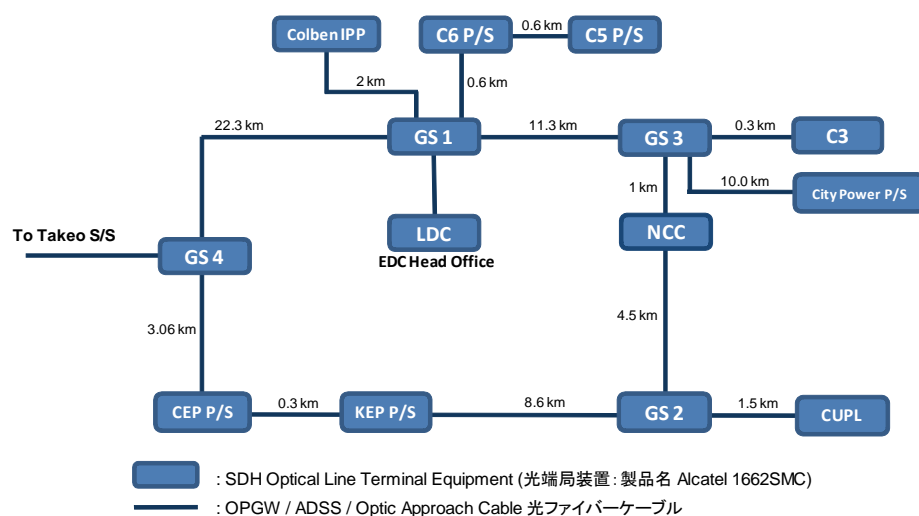 Colben IPP
C6 P/S
0.6 km
C5 P/S
2 km
0.6 km
22.3 km
GS 1
11.3 km
GS 3
0.3 km
C3
1 km
10.0 km
City Power P/S
To Takeo S/S
GS 4
LDC
EDC Head Office
NCC
3.06 km
4.5 km
CEP P/S
0.3 km
KEP P/S
8.6 km
GS 2
1.5 km
CUPL
: SDH Optical Line Terminal Equipment (光端局装置：製品名 Alcatel 1662SMC)
: OPGW / ADSS / Optic Approach Cable 光ファイバーケーブル